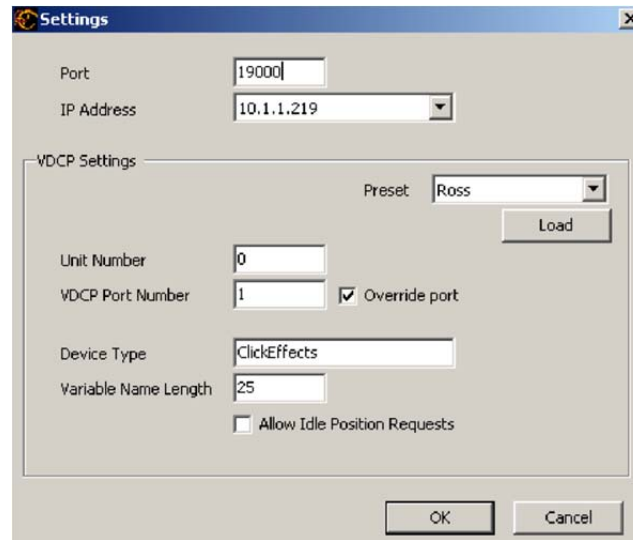 Settings
Port 19000
IP Address 10.1.1.219
VDCP Settings
Preset Ross
Load
Unit Number 0
VDCP Port Number 1 Override port
Device Type ClickEffects
Variable Name Length 25
Allow Idle Position Requests
OK Cancel